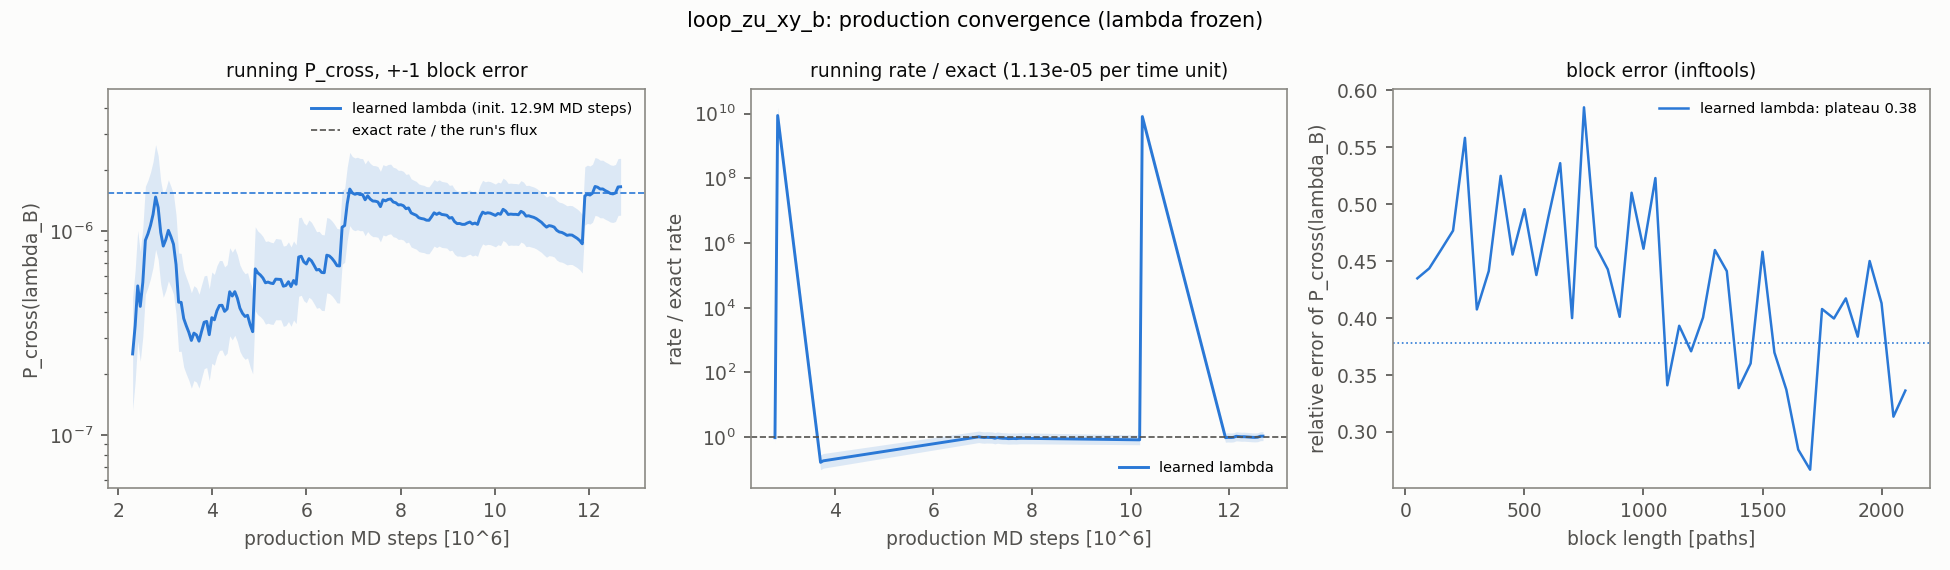 loop_zu_xy_b: production convergence (lambda frozen)
running P_cross, +-1 block error
P_cross(lambda_B)
10^-6
10^-7
learned lambda (init. 12.9M MD steps)
exact rate / the run's flux
2 4 6 8 10 12
production MD steps [10^6]
running rate / exact (1.13e-05 per time unit)
rate / exact rate
10^10
10^8
10^6
10^4
10^2
10^0
learned lambda
4 6 8 10 12
production MD steps [10^6]
block error (inftools)
relative error of P_cross(lambda_B)
0.60
0.55
0.50
0.45
0.40
0.35
0.30
learned lambda: plateau 0.38
0 500 1000 1500 2000
block length [paths]